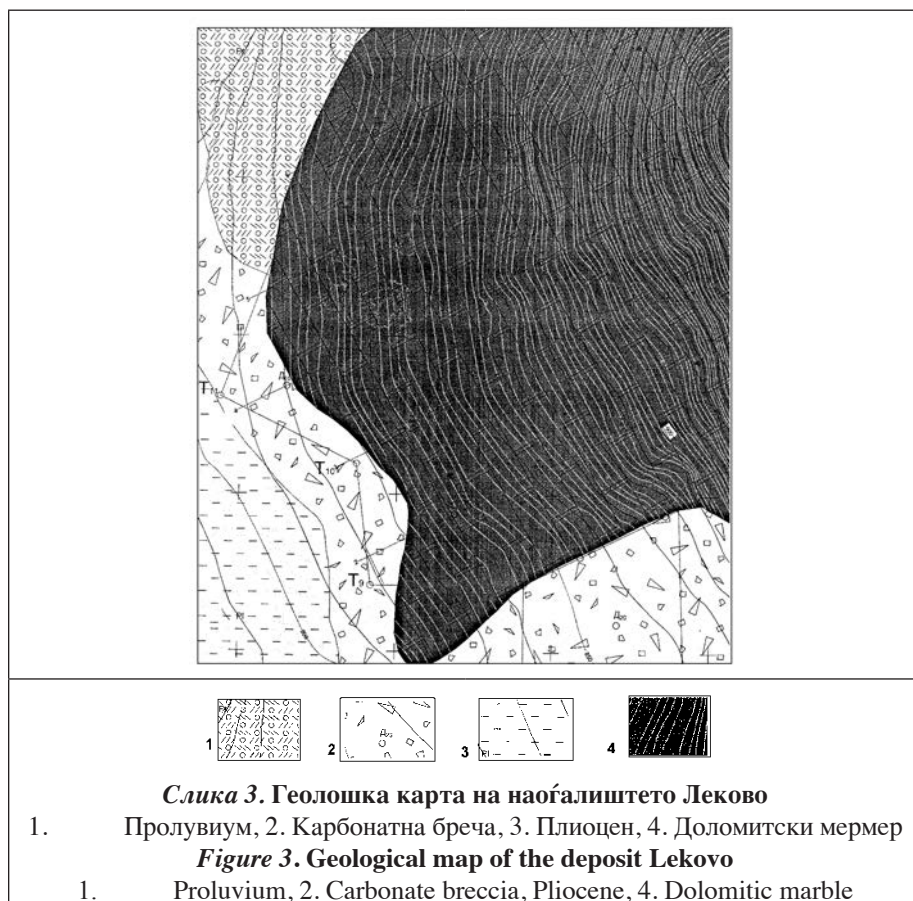 T₁₀
T₉
Д₂₀
1
2
3
4
Слика 3. Геолошка карта на наоѓалиштето Леково
1. Пролувиум, 2. Карбонатна бреча, 3. Плиоцен, 4. Доломитски мермер
Figure 3. Geological map of the deposit Lekovo
1. Proluvium, 2. Carbonate breccia, Pliocene, 4. Dolomitic marble